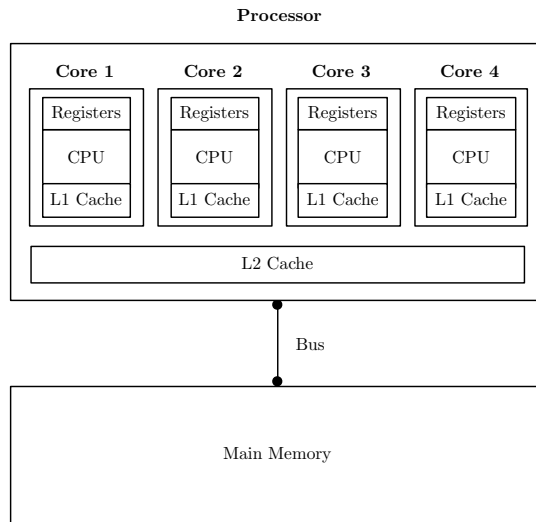 Processor
Core 1 Core 2 Core 3 Core 4
Registers Registers Registers Registers
CPU CPU CPU CPU
L1 Cache L1 Cache L1 Cache L1 Cache
L2 Cache
Bus
Main Memory